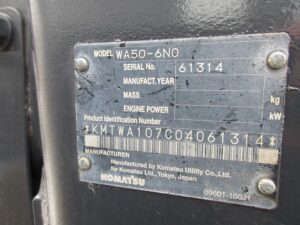 MODEL WA50-6N0
SERIAL No. 61314
MANUFACT. YEAR
MASS kg
ENGINE POWER kW
Product Identification Number
*KMTWA107C04061314*
MANUFACTURER
Manufactured by Komatsu Utility Co., Ltd.
for Komatsu Ltd., Tokyo, Japan
KOMATSU
09601-100J1